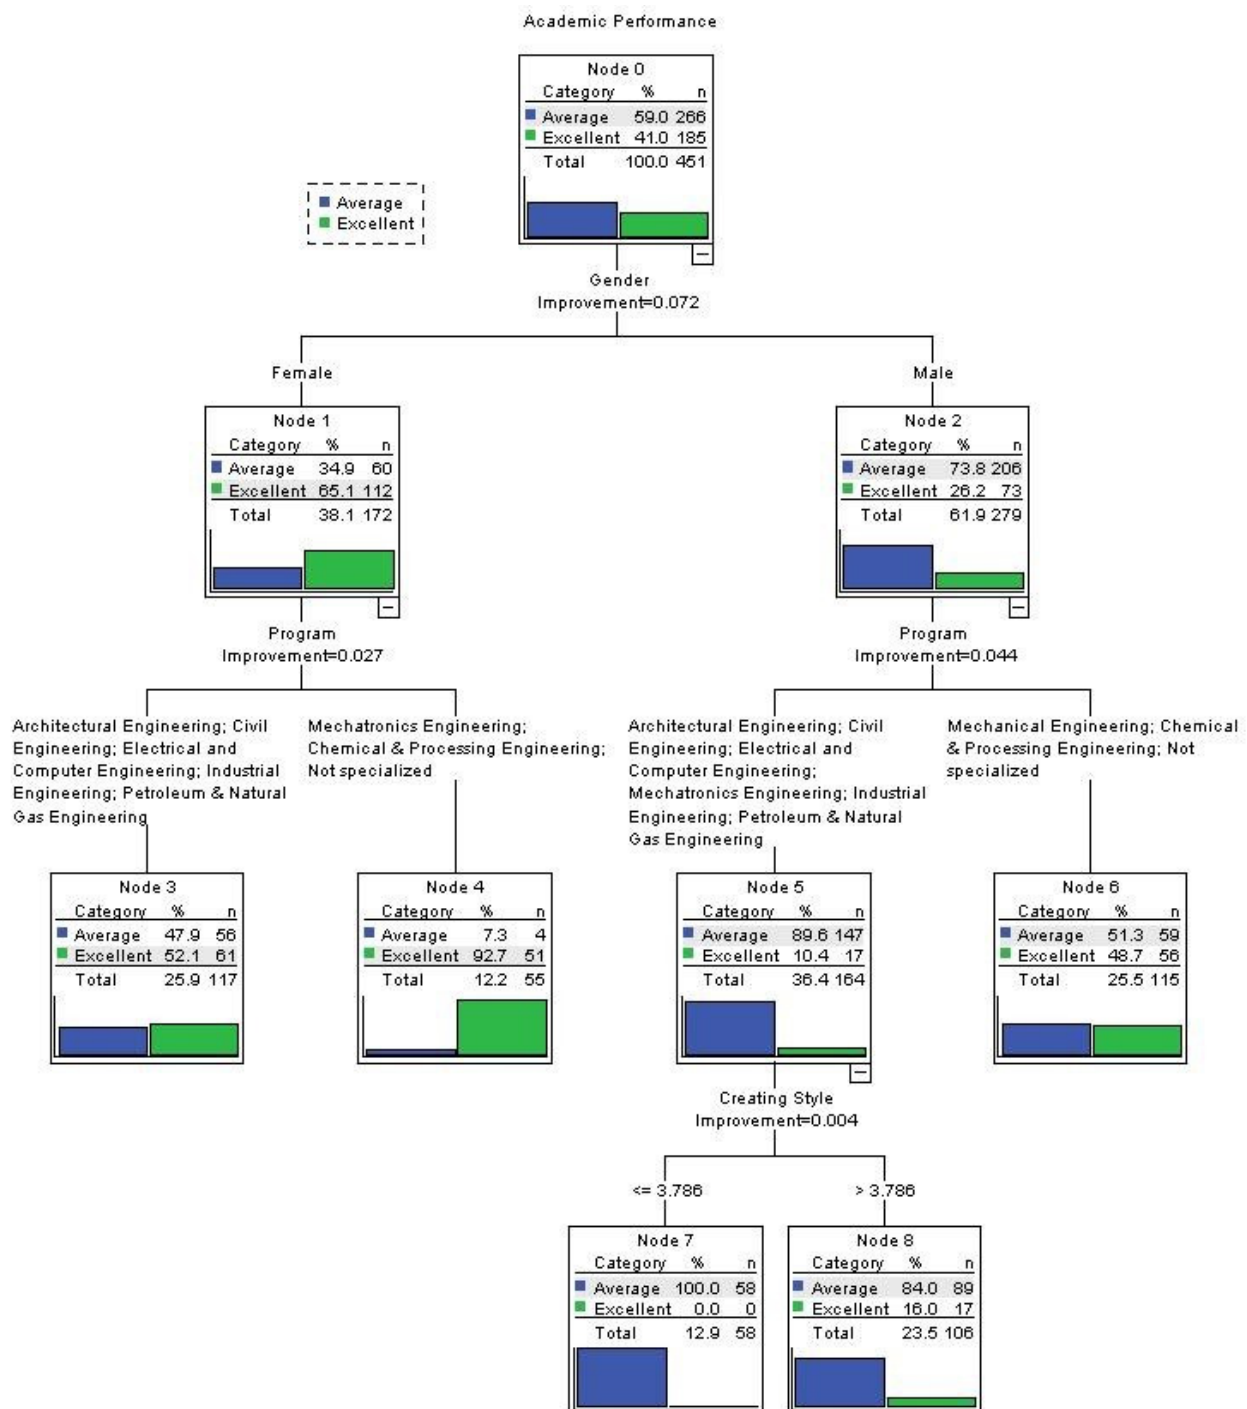 Academic Performance
Node 0
Category % n
Average 59.0 266
Excellent 41.0 185
Total 100.0 451
Average
Excellent
Gender
Improvement=0.072
Female
Male
Node 1
Category % n
Average 34.9 60
Excellent 65.1 112
Total 38.1 172
Node 2
Category % n
Average 73.8 206
Excellent 26.2 73
Total 61.9 279
Program
Improvement=0.027
Program
Improvement=0.044
Architectural Engineering; Civil
Engineering; Electrical and
Computer Engineering; Industrial
Engineering; Petroleum & Natural
Gas Engineering
Mechatronics Engineering;
Chemical & Processing Engineering;
Not specialized
Architectural Engineering; Civil
Engineering; Electrical and
Computer Engineering;
Mechatronics Engineering; Industrial
Engineering; Petroleum & Natural
Gas Engineering
Mechanical Engineering; Chemical
& Processing Engineering; Not
specialized
Node 3
Category % n
Average 47.9 56
Excellent 52.1 61
Total 25.9 117
Node 4
Category % n
Average 7.3 4
Excellent 92.7 51
Total 12.2 55
Node 5
Category % n
Average 89.6 147
Excellent 10.4 17
Total 36.4 164
Node 6
Category % n
Average 51.3 59
Excellent 48.7 56
Total 25.5 115
Creating Style
Improvement=0.004
<= 3.786
> 3.786
Node 7
Category % n
Average 100.0 58
Excellent 0.0 0
Total 12.9 58
Node 8
Category % n
Average 84.0 89
Excellent 16.0 17
Total 23.5 106